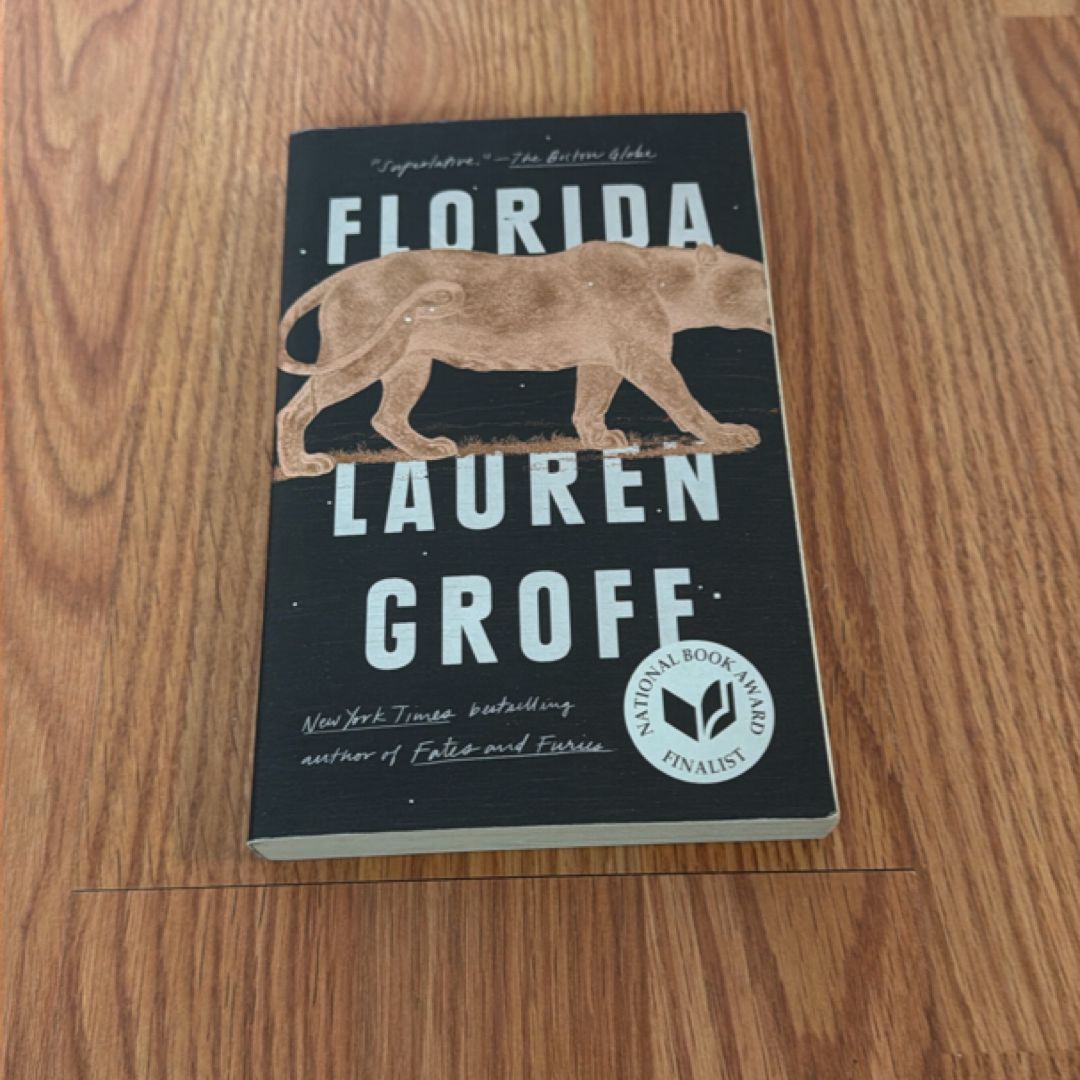 "Superlative." —The Boston Globe
FLORIDA
LAUREN
GROFF
New York Times bestselling
author of Fates and Furies
NATIONAL BOOK AWARD
FINALIST